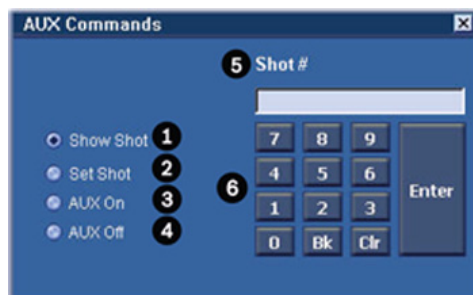 AUX Commands
5 Shot #
Show Shot 1
Set Shot 2
AUX On 3
AUX Off 4
6
7 8 9
4 5 6
1 2 3
0 Bk Clr
Enter